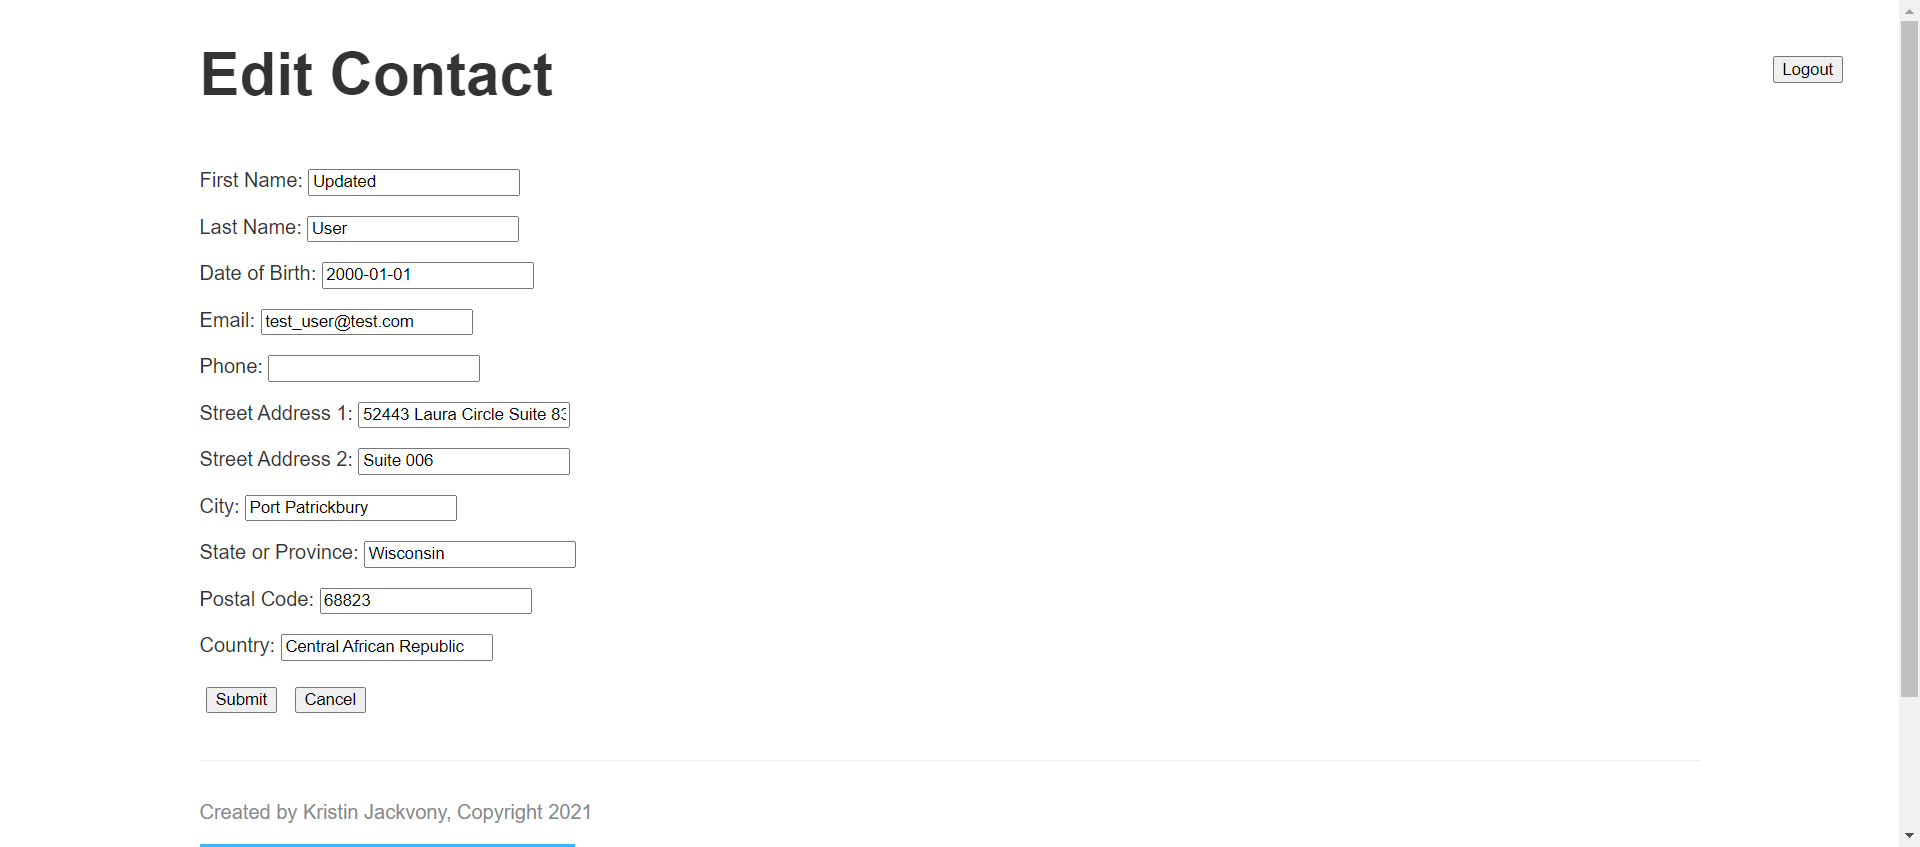 Edit Contact
Logout
First Name: Updated
Last Name: User
Date of Birth: 2000-01-01
Email: test_user@test.com
Phone:
Street Address 1: 52443 Laura Circle Suite 83
Street Address 2: Suite 006
City: Port Patrickbury
State or Province: Wisconsin
Postal Code: 68823
Country: Central African Republic
Submit Cancel
Created by Kristin Jackvony, Copyright 2021